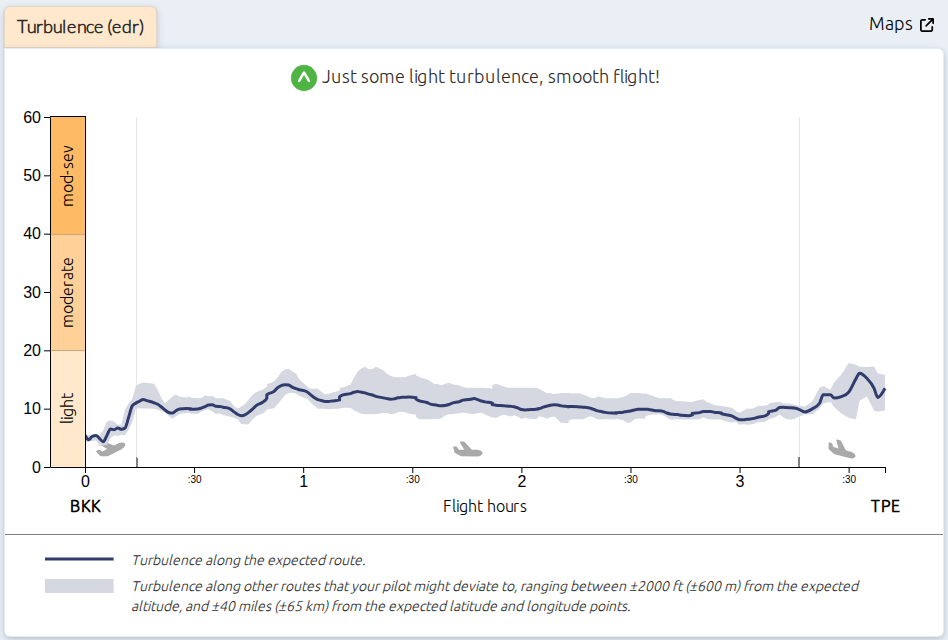 Turbulence (edr)
Maps
Just some light turbulence, smooth flight!
60
50
40
30
20
10
0
mod-sev
moderate
light
0 :30 1 :30 2 :30 3 :30
BKK Flight hours TPE
Turbulence along the expected route.
Turbulence along other routes that your pilot might deviate to, ranging between ±2000 ft (±600 m) from the expected
altitude, and ±40 miles (±65 km) from the expected latitude and longitude points.